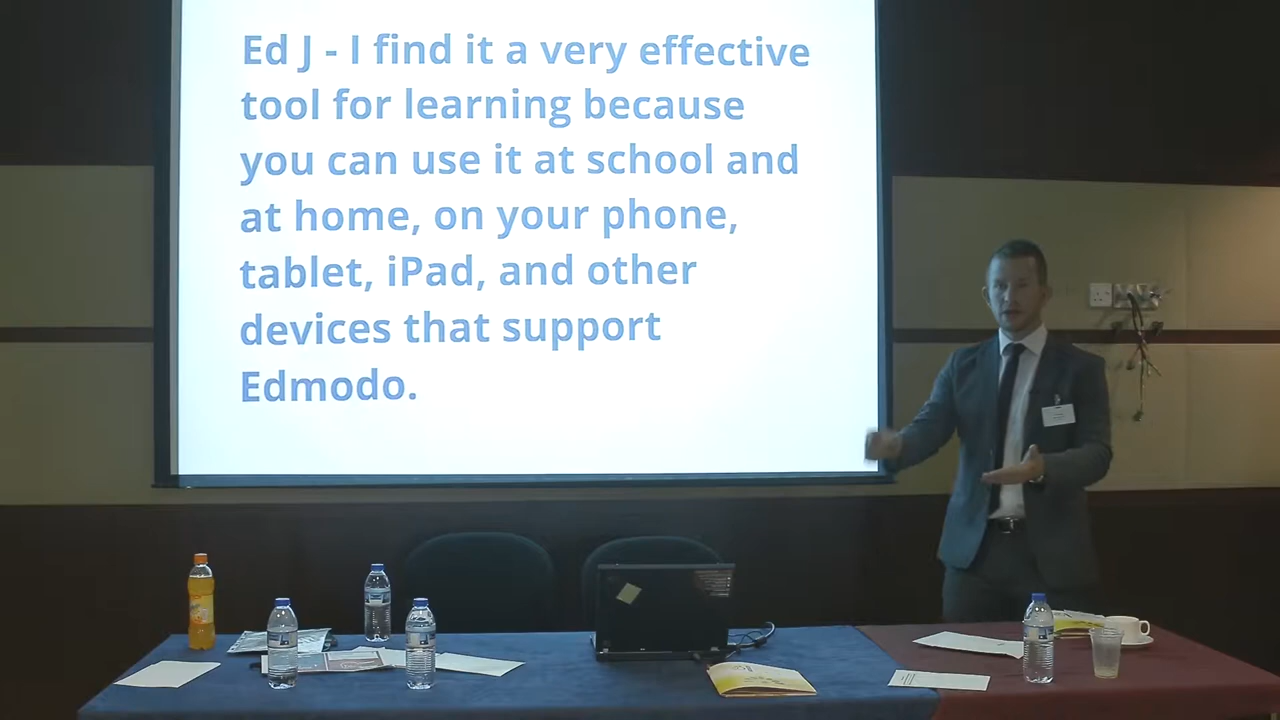 Ed J - I find it a very effective
tool for learning because
you can use it at school and
at home, on your phone,
tablet, iPad, and other
devices that support
Edmodo.